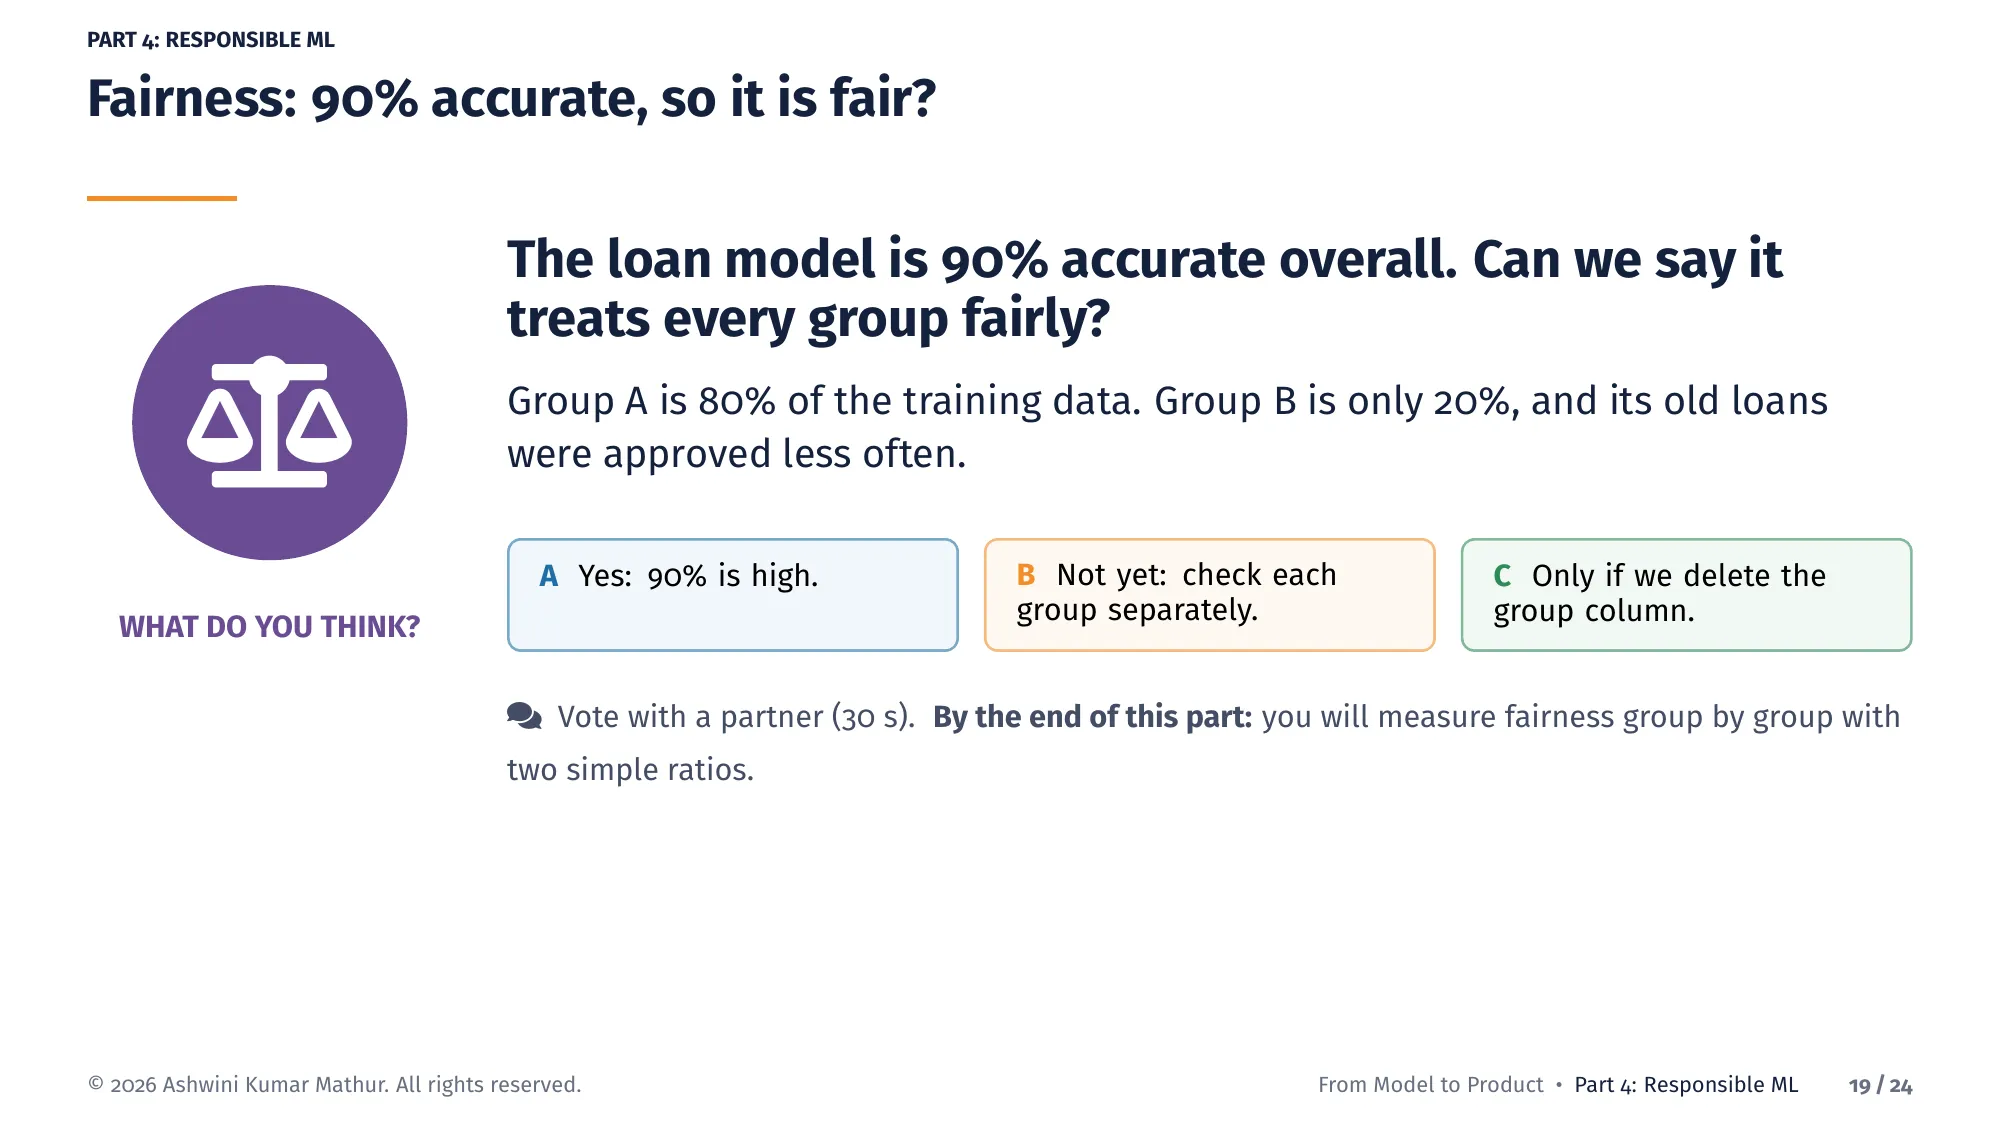 PART 4: RESPONSIBLE ML
Fairness: 90% accurate, so it is fair?
The loan model is 90% accurate overall. Can we say it
treats every group fairly?
Group A is 80% of the training data. Group B is only 20%, and its old loans
were approved less often.
WHAT DO YOU THINK?
A Yes: 90% is high.
B Not yet: check each
group separately.
C Only if we delete the
group column.
Vote with a partner (30 s). By the end of this part: you will measure fairness group by group with
two simple ratios.
© 2026 Ashwini Kumar Mathur. All rights reserved.
From Model to Product • Part 4: Responsible ML 19 / 24